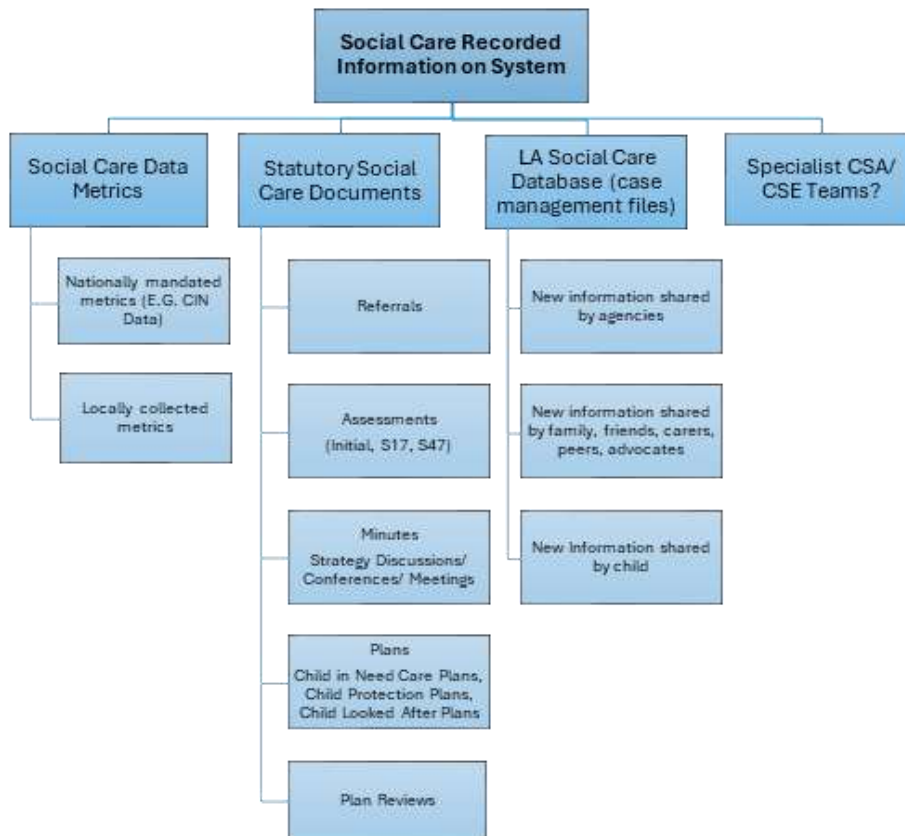 Social Care Recorded
Information on System
Social Care Data
Metrics
Statutory Social
Care Documents
LA Social Care
Database (case
management files)
Specialist CSA/
CSE Teams?
Nationally mandated
metrics (E.G. CIN
Data)
Locally collected
metrics
Referrals
Assessments
(Initial, S17, S47)
Minutes
Strategy Discussions/
Conferences/ Meetings
Plans
Child in Need Care Plans,
Child Protection Plans,
Child Looked After Plans
Plan Reviews
New information shared
by agencies
New information shared
by family, friends, carers,
peers, advocates
New Information shared
by child